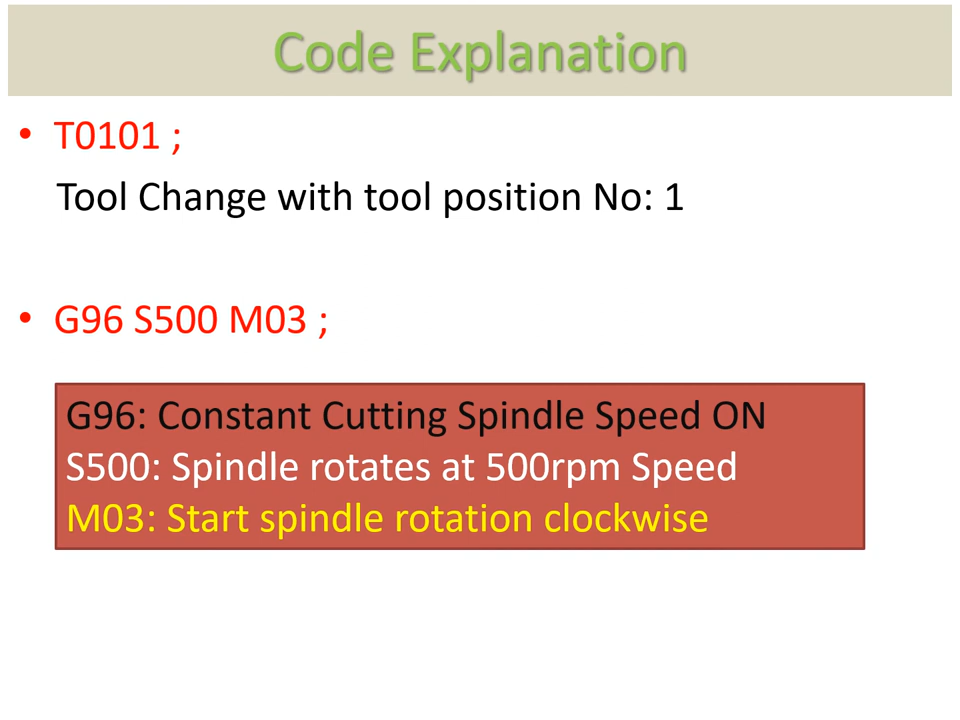 Code Explanation
• T0101 ;
Tool Change with tool position No: 1
• G96 S500 M03 ;
G96: Constant Cutting Spindle Speed ON
S500: Spindle rotates at 500rpm Speed
M03: Start spindle rotation clockwise